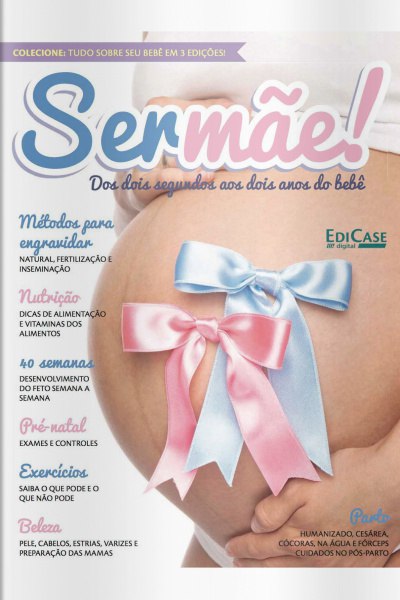 COLECIONE: TUDO SOBRE SEU BEBÊ EM 3 EDIÇÕES!
Sermãe!
Dos dois segundos aos dois anos do bebê
EDICASE
digital
Métodos para
engravidar
NATURAL, FERTILIZAÇÃO E
INSEMINAÇÃO
Nutrição
DICAS DE ALIMENTAÇÃO
E VITAMINAS DOS
ALIMENTOS
40 semanas
DESENVOLVIMENTO
DO FETO SEMANA A
SEMANA
Pré-natal
EXAMES E CONTROLES
Exercícios
SAIBA O QUE PODE E O
QUE NÃO PODE
Beleza
PELE, CABELOS, ESTRIAS, VARIZES E
PREPARAÇÃO DAS MAMAS
Parto
HUMANIZADO, CESÁREA,
CÓCORAS, NA ÁGUA E FÓRCEPS
CUIDADOS NO PÓS-PARTO